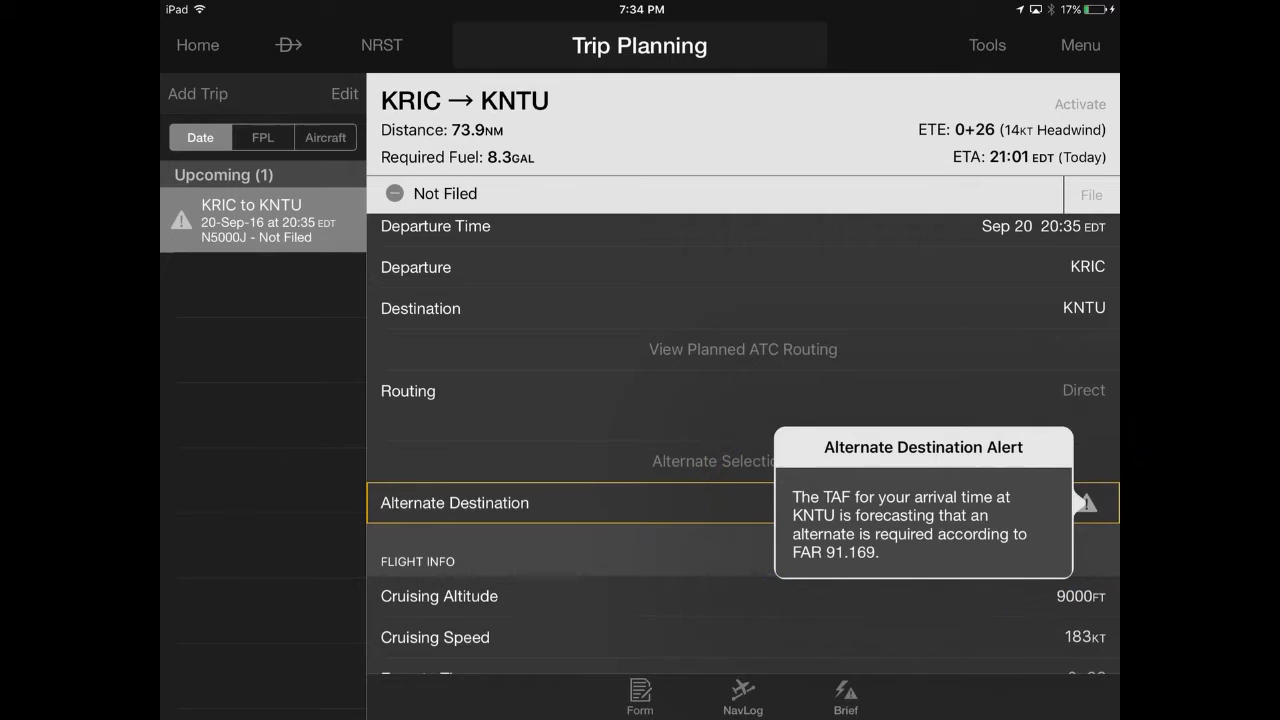 iPad 7:34 PM 17%
Home NRST Trip Planning Tools Menu
Add Trip Edit
Date FPL Aircraft
Upcoming (1)
KRIC to KNTU
20-Sep-16 at 20:35 EDT
N5000J - Not Filed
KRIC → KNTU Activate
Distance: 73.9NM ETE: 0+26 (14KT Headwind)
Required Fuel: 8.3GAL ETA: 21:01 EDT (Today)
Not Filed File
Departure Time Sep 20 20:35 EDT
Departure KRIC
Destination KNTU
View Planned ATC Routing
Routing Direct
Alternate Destination Alert
Alternate
The TAF for your arrival time at
KNTU is forecasting that an
alternate is required according to
FAR 91.169.
Alternate Destination
FLIGHT INFO
Cruising Altitude 9000FT
Cruising Speed 183KT
Form NavLog Brief